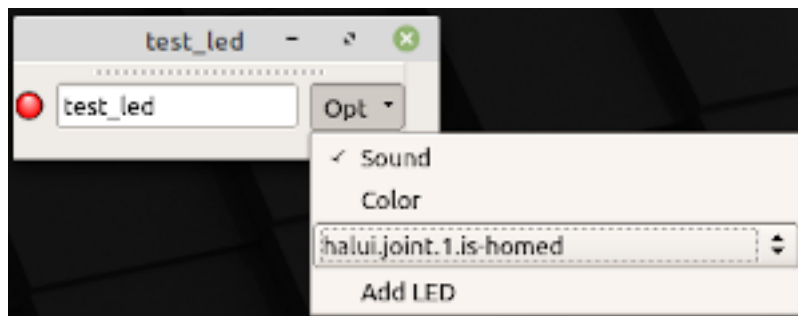 test_led
test_led Opt
Sound
Color
halui.joint.1.is-homed
Add LED